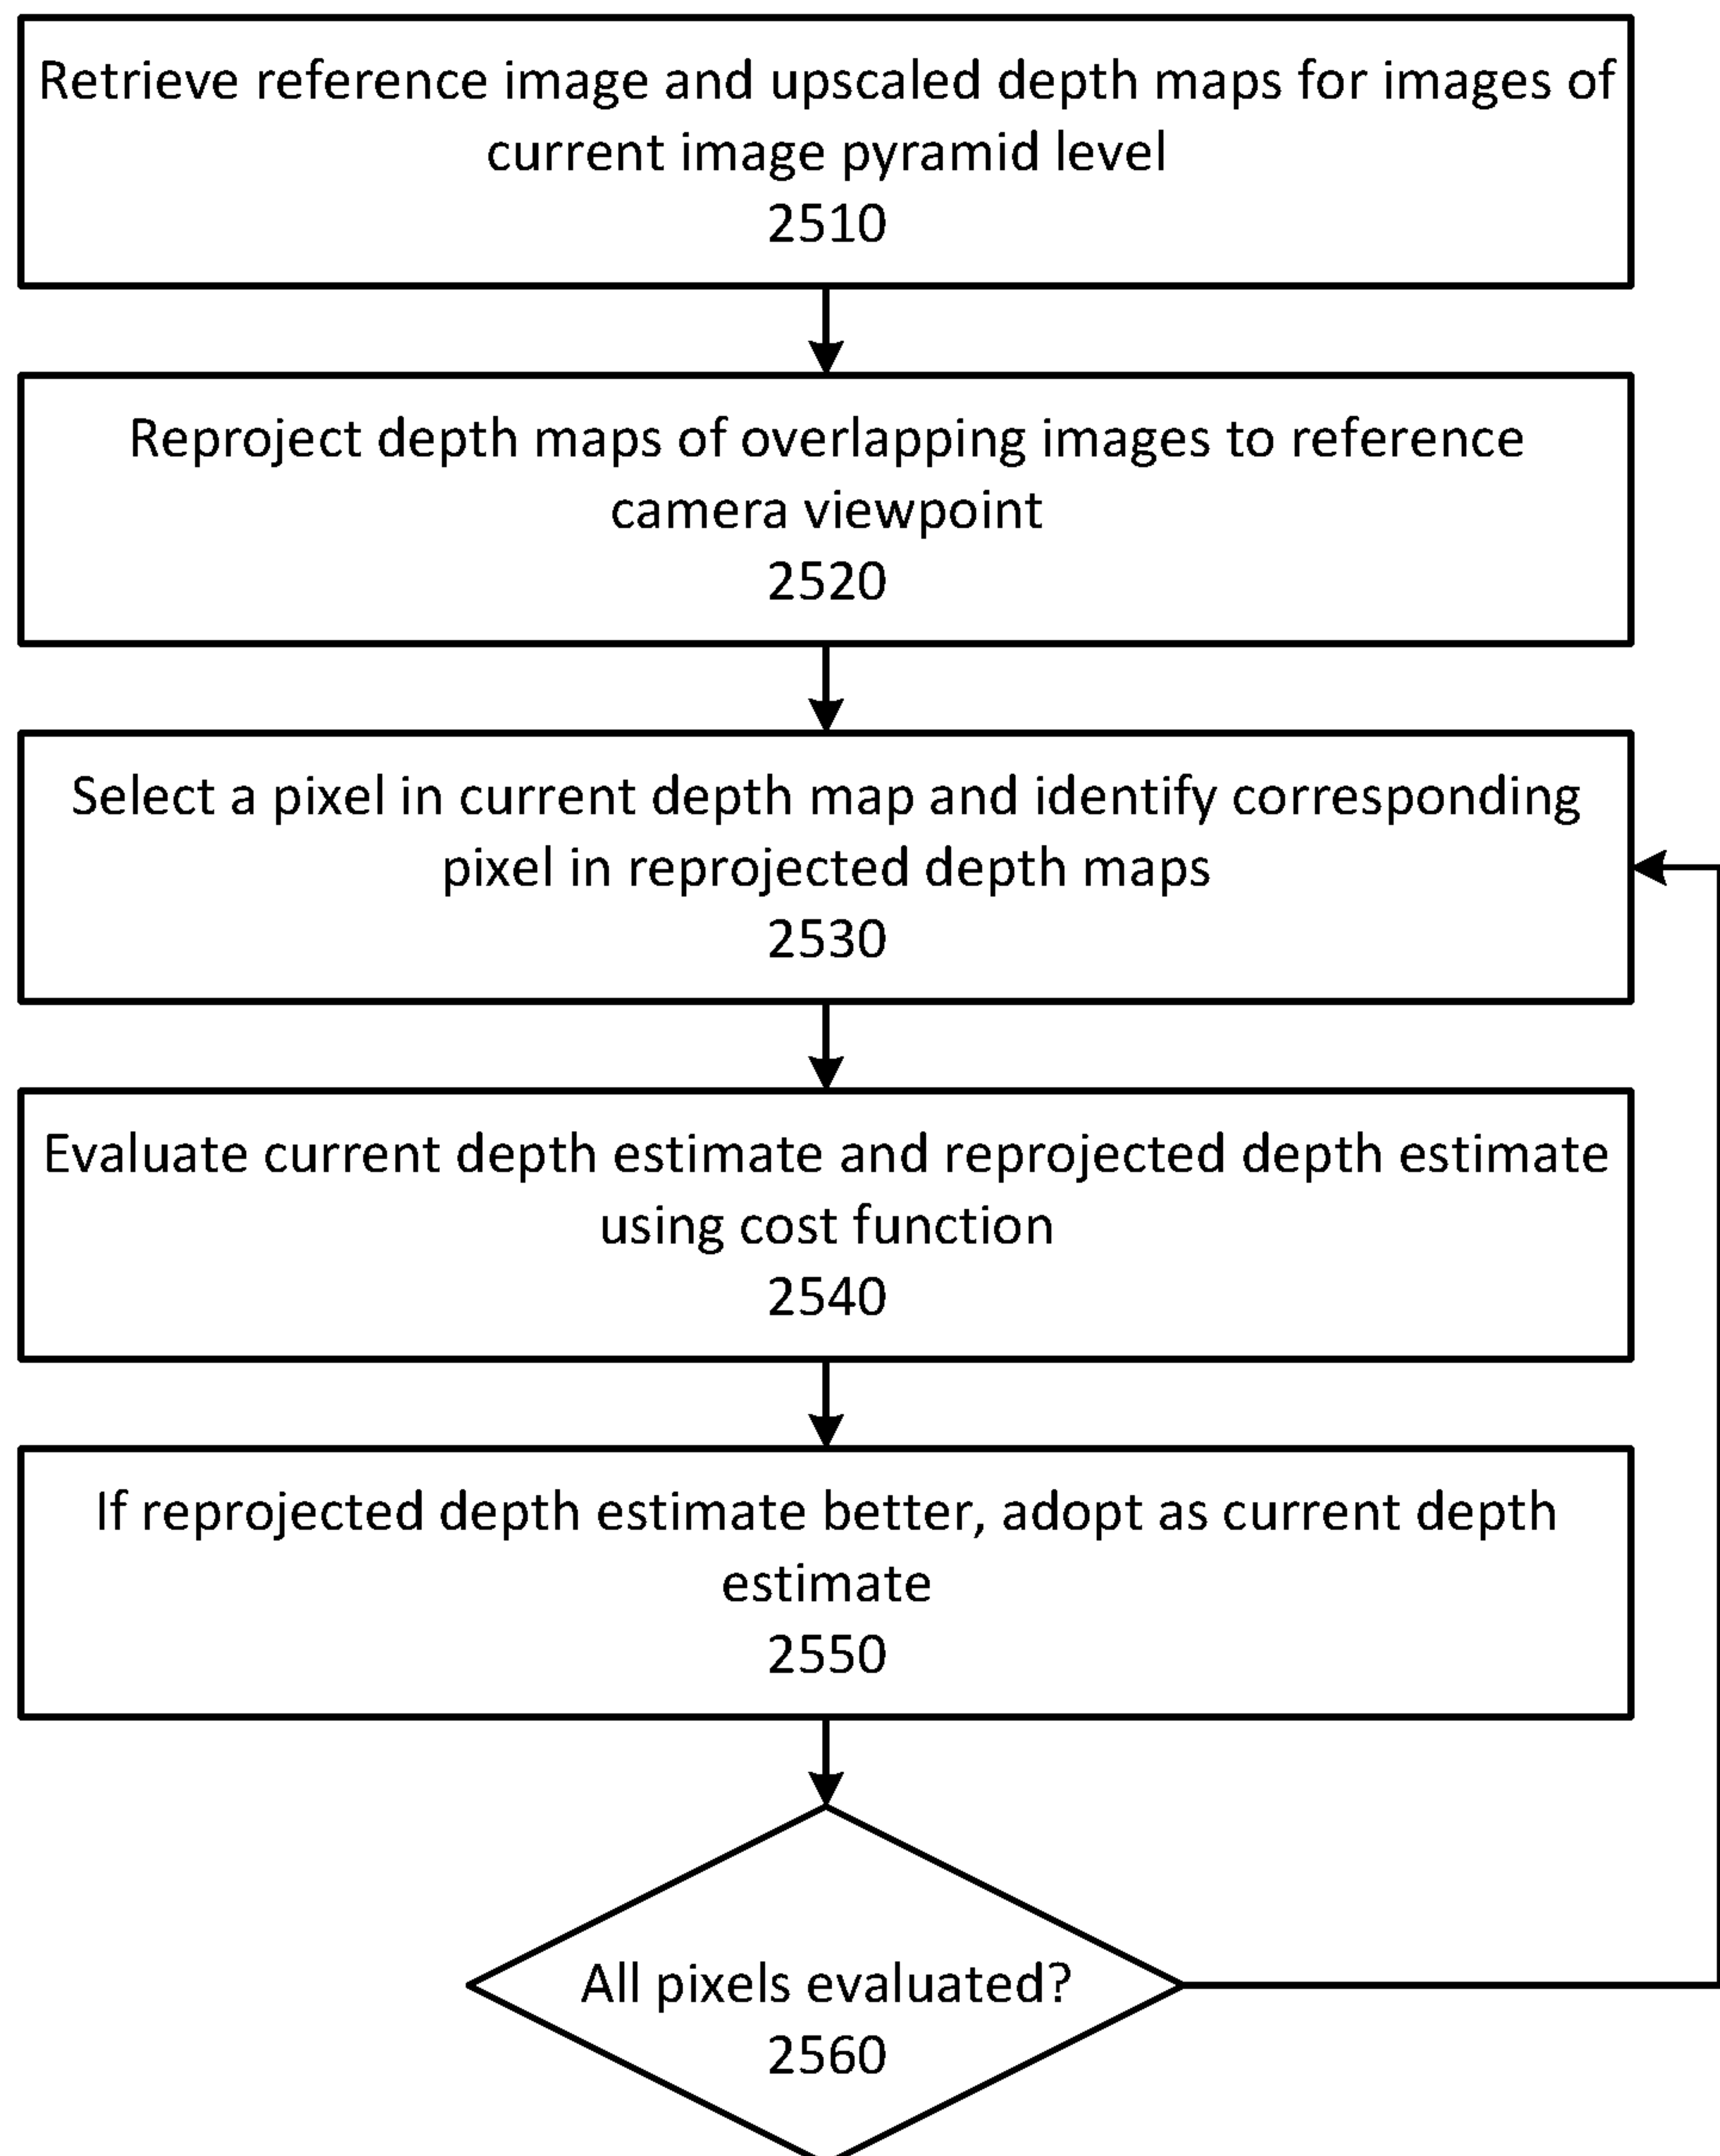 Retrieve reference image and upscaled depth maps for images of
current image pyramid level
2510
Reproject depth maps of overlapping images to reference
camera viewpoint
2520
Select a pixel in current depth map and identify corresponding
pixel in reprojected depth maps
2530
Evaluate current depth estimate and reprojected depth estimate
using cost function
2540
If reprojected depth estimate better, adopt as current depth
estimate
2550
All pixels evaluated?
2560